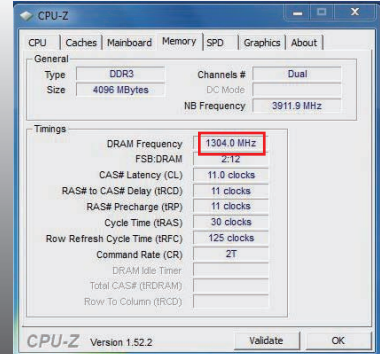 CPU-Z
CPU Caches Mainboard Memory SPD Graphics About
General
Type DDR3 Channels # Dual
Size 4096 MBytes DC Mode
NB Frequency 3911.9 MHz
Timings
DRAM Frequency 1304.0 MHz
FSB:DRAM 2:12
CAS# Latency (CL) 11.0 clocks
RAS# to CAS# Delay (tRCD) 11 clocks
RAS# Precharge (tRP) 11 clocks
Cycle Time (tRAS) 30 clocks
Row Refresh Cycle Time (tRFC) 125 clocks
Command Rate (CR) 2T
DRAM Idle Timer
Total CAS# (tRDRAM)
Row To Column (tRCD)
CPU-Z Version 1.52.2 Validate OK